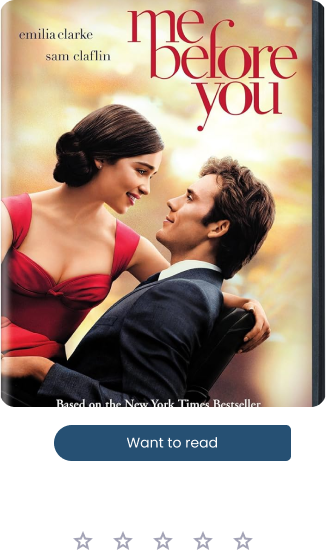 emilia clarke
sam claflin
me
before
you
Based on the New York Times Bestseller
Want to read